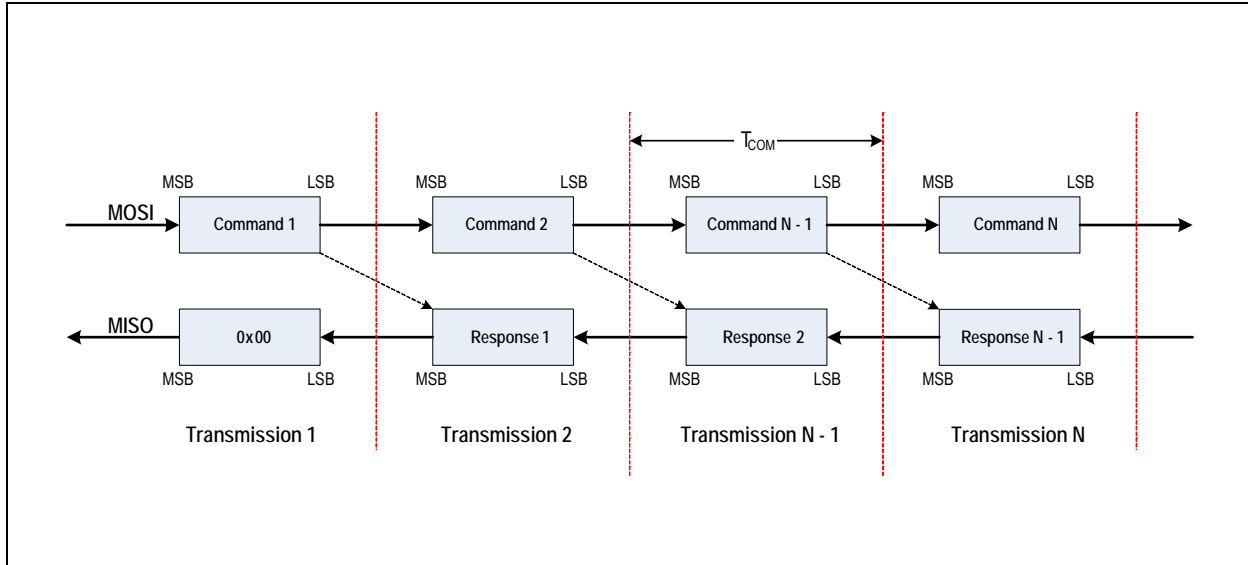 T_COM
MSB LSB MSB LSB MSB LSB MSB LSB
MOSI Command 1 Command 2 Command N - 1 Command N
MISO 0x00 Response 1 Response 2 Response N - 1
MSB LSB MSB LSB MSB LSB MSB LSB
Transmission 1 Transmission 2 Transmission N - 1 Transmission N